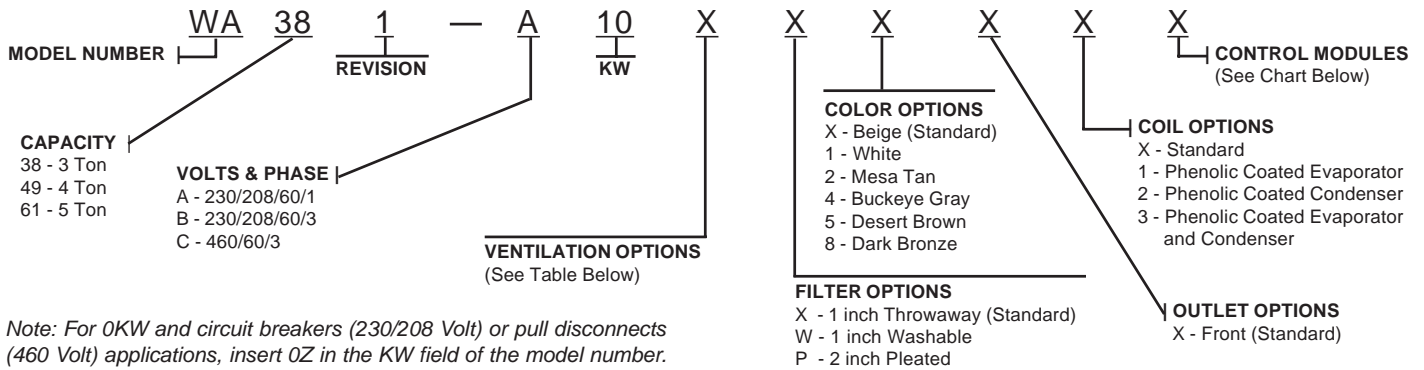 WA 38 1 — A 10 X X X X X X
MODEL NUMBER
REVISION
KW
CONTROL MODULES
(See Chart Below)
CAPACITY
38 - 3 Ton
49 - 4 Ton
61 - 5 Ton
VOLTS & PHASE
A - 230/208/60/1
B - 230/208/60/3
C - 460/60/3
VENTILATION OPTIONS
(See Table Below)
COLOR OPTIONS
X - Beige (Standard)
1 - White
2 - Mesa Tan
4 - Buckeye Gray
5 - Desert Brown
8 - Dark Bronze
COIL OPTIONS
X - Standard
1 - Phenolic Coated Evaporator
2 - Phenolic Coated Condenser
3 - Phenolic Coated Evaporator
and Condenser
FILTER OPTIONS
X - 1 inch Throwaway (Standard)
W - 1 inch Washable
P - 2 inch Pleated
OUTLET OPTIONS
X - Front (Standard)
Note: For 0KW and circuit breakers (230/208 Volt) or pull disconnects
(460 Volt) applications, insert 0Z in the KW field of the model number.